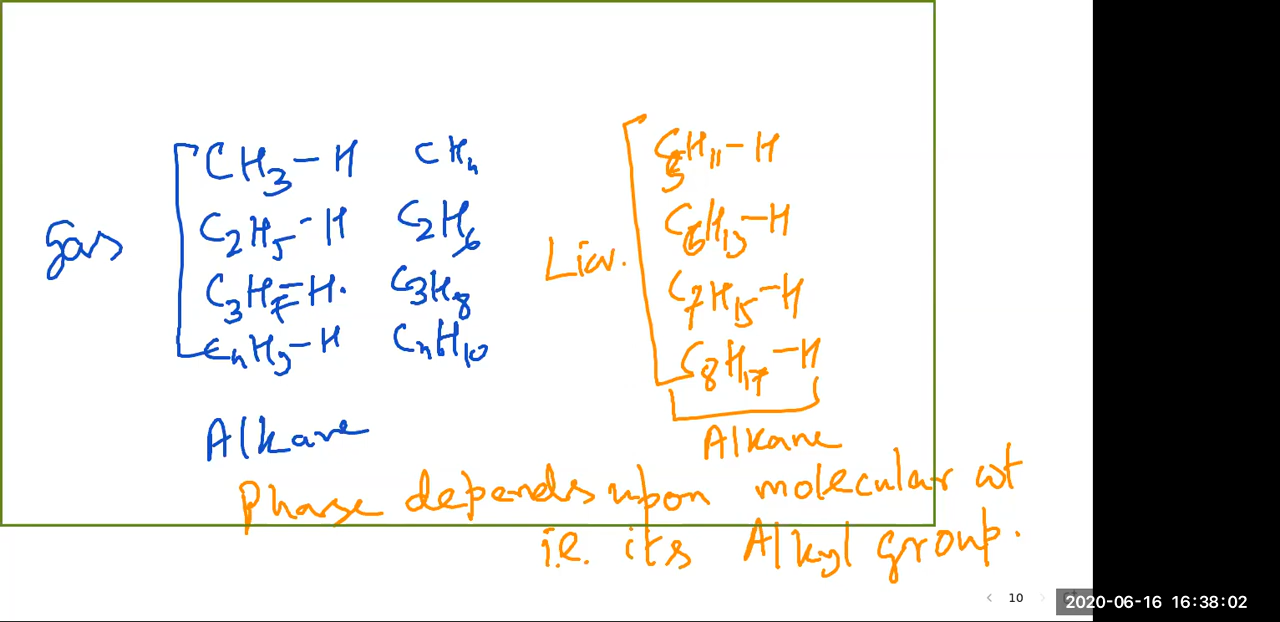 CH₃-H CH₄
C₂H₅-H C₂H₆
Gas
C₃H₇-H. C₃H₈
C₄H₉-H C₄H₁₀
Alkane
C₅H₁₁-H
C₆H₁₃-H
Liqv.
C₇H₁₅-H
C₈H₁₇-H
Alkane
Phase depends upon molecular wt
i.e. its Alkyl group.
10
2020-06-16 16:38:02